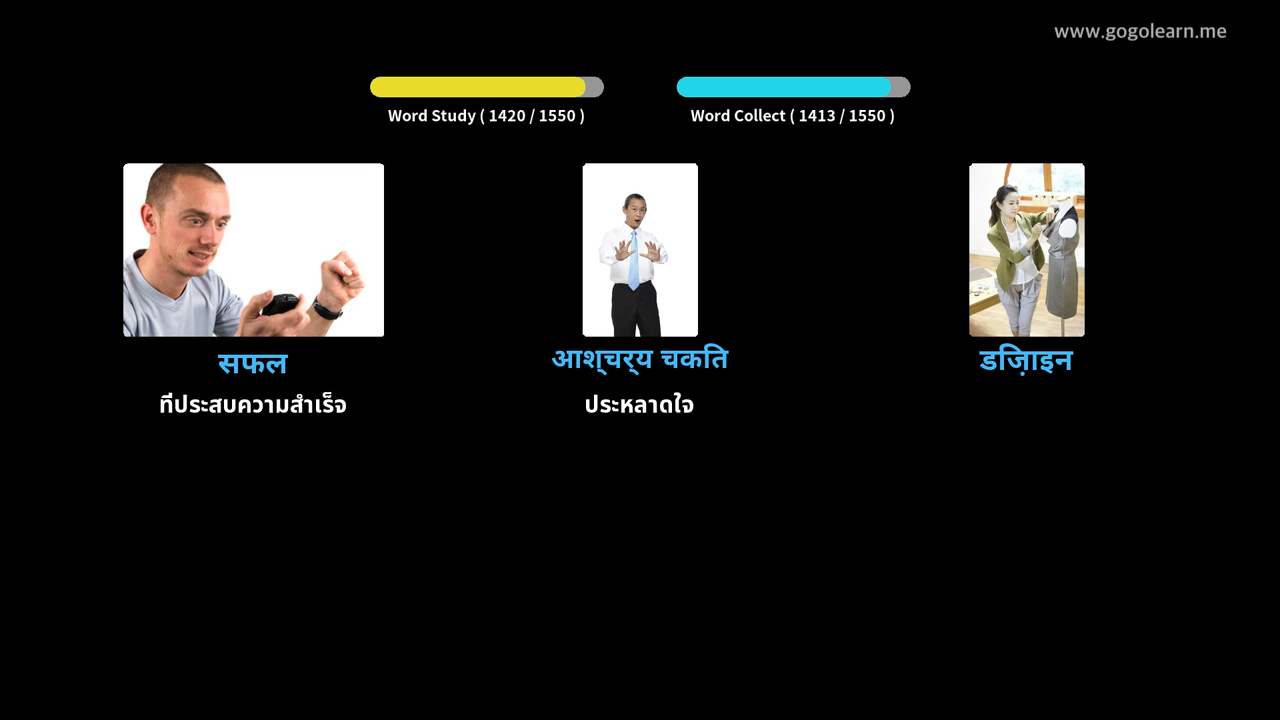 www.gogolearn.me
Word Study ( 1420 / 1550 )
Word Collect ( 1413 / 1550 )
सफल
आश्चर्य चकति
डज़िाइन
ที่ประสบความสำเร็จ
ประหลาดใจ